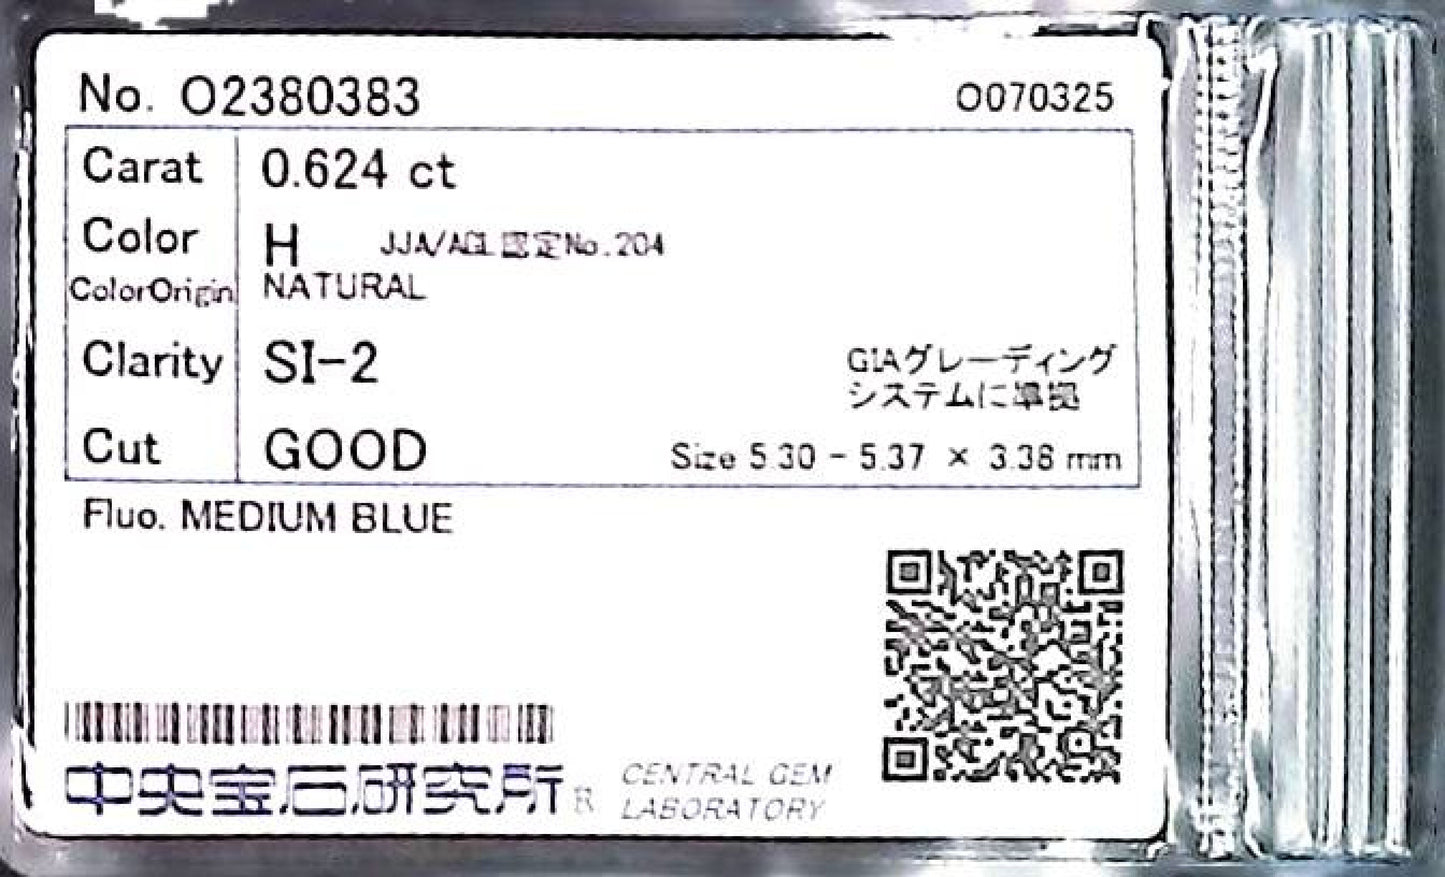 No. O2380383 O070325
Carat 0.624 ct
Color H JJA/AGL認定No.204
ColorOrigin NATURAL
Clarity SI-2
GIAグレーディング
システムに準拠
Cut GOOD Size 5.30 - 5.37 × 3.38 mm
Fluo. MEDIUM BLUE
中央宝石研究所® CENTRAL GEM
LABORATORY